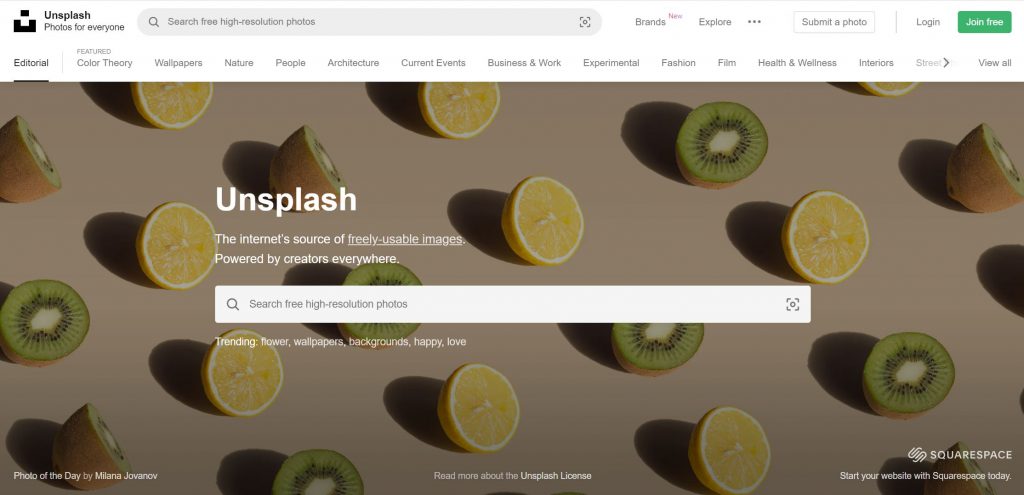 Unsplash
Photos for everyone
Search free high-resolution photos
Brands New
Explore
Submit a photo
Login
Join free
Editorial
FEATURED
Color Theory
Wallpapers
Nature
People
Architecture
Current Events
Business & Work
Experimental
Fashion
Film
Health & Wellness
Interiors
Street
View all
Unsplash
The internet's source of freely-usable images.
Powered by creators everywhere.
Search free high-resolution photos
Trending: flower, wallpapers, backgrounds, happy, love
SQUARESPACE
Photo of the Day by Milana Jovanov
Read more about the Unsplash License
Start your website with Squarespace today.